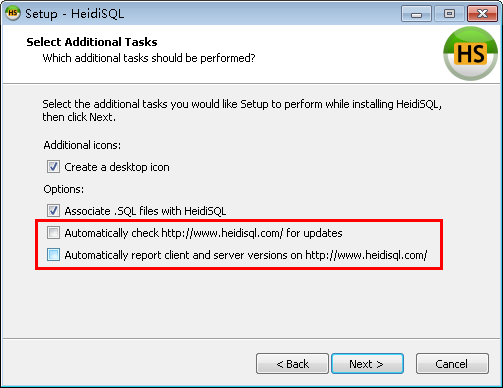 Setup - HeidiSQL
Select Additional Tasks
Which additional tasks should be performed?
HS
Select the additional tasks you would like Setup to perform while installing HeidiSQL,
then click Next.
Additional icons:
Create a desktop icon
Options:
Associate .SQL files with HeidiSQL
Automatically check http://www.heidisql.com/ for updates
Automatically report client and server versions on http://www.heidisql.com/
< Back
Next >
Cancel